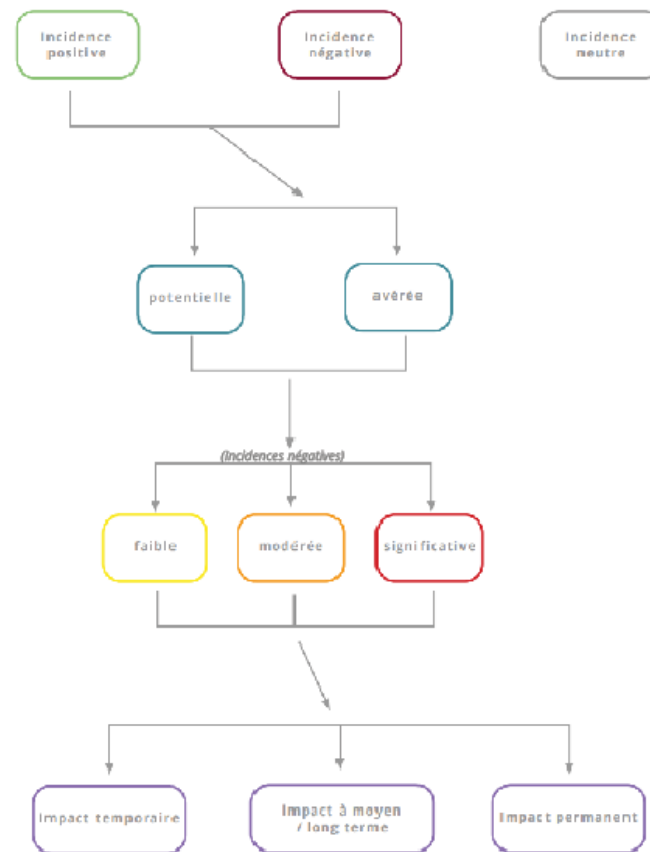 Incidence
positive
Incidence
négative
Incidence
neutre
potentielle
avérée
(Incidences négatives)
faible
modérée
significative
Impact temporaire
Impact à moyen
/ long terme
Impact permanent